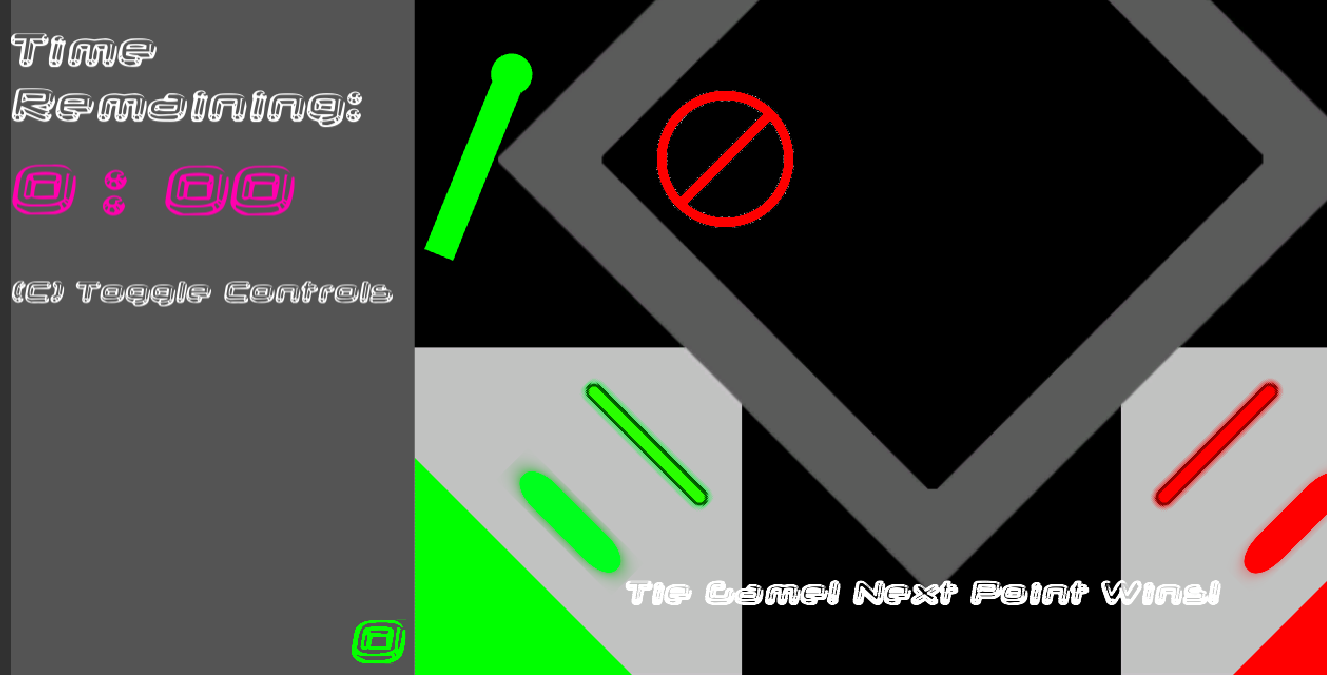 Time
Remaining:
0 : 00
(C) Toggle Controls
Tie Game! Next Point Wins!
0